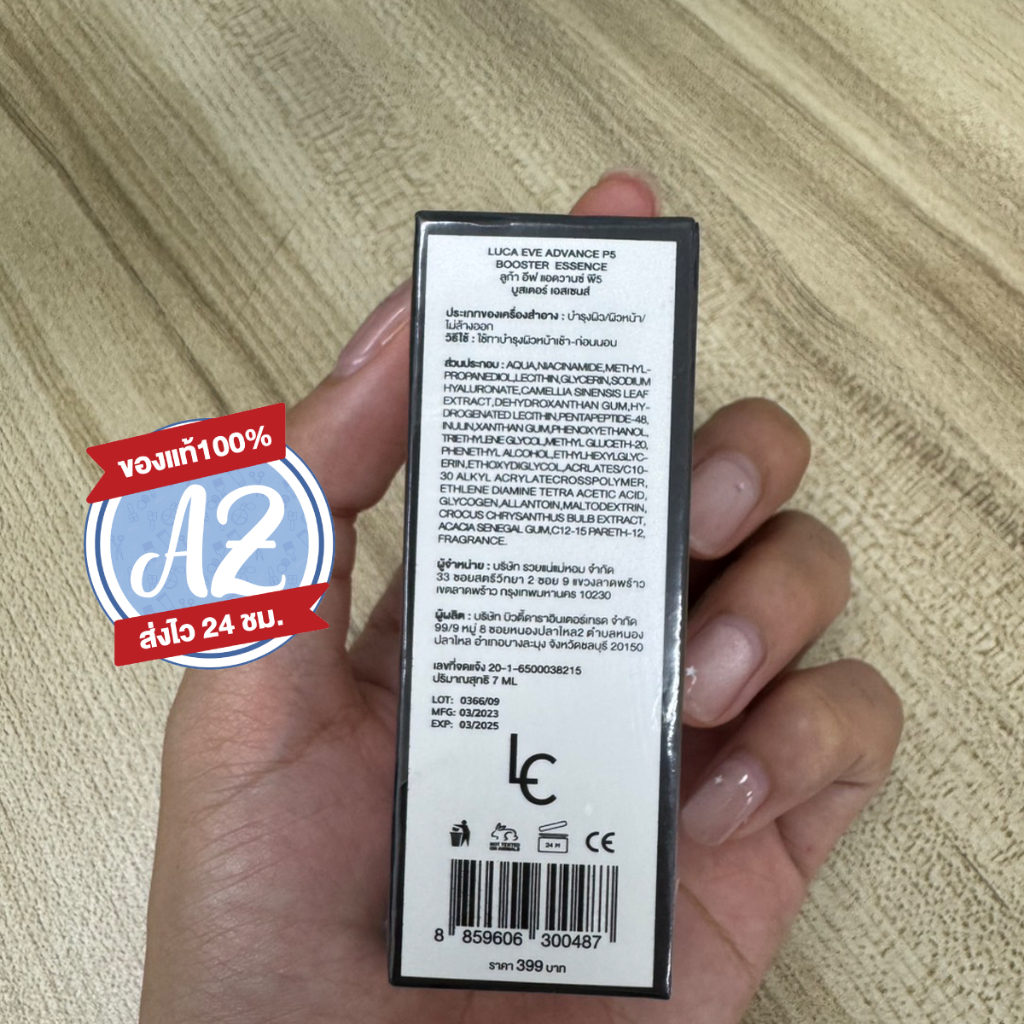 LUCA EVE ADVANCE P5
BOOSTER ESSENCE
ลูก้า อีฟ แอดวานซ์ พี5
บูสเตอร์ เอสเซนส์
ประเภทของเครื่องสำอาง : บำรุงผิว/ผิวหน้า/
ไม่ล้างออก
วิธีใช้ : ใช้ทาบำรุงผิวหน้าเช้า-ก่อนนอน
ส่วนประกอบ : AQUA,NIACINAMIDE,METHYL-
PROPANEDIOL,LECITHIN,GLYCERIN,SODIUM
HYALURONATE,CAMELLIA SINENSIS LEAF
EXTRACT,DEHYDROXANTHAN GUM,HY-
DROGENATED LECITHIN,PENTAPEPTIDE-48,
INULIN,XANTHAN GUM,PHENOXYETHANOL,
TRIETHYLENE GLYCOL,METHYL GLUCETH-20,
PHENETHYL ALCOHOL,ETHYLHEXYLGLYC-
ERIN,ETHOXYDIGLYCOL,ACRLATES/C10-
30 ALKYL ACRYLATECROSSPOLYMER,
ETHLENE DIAMINE TETRA ACETIC ACID,
GLYCOGEN,ALLANTOIN,MALTODEXTRIN,
CROCUS CHRYSANTHUS BULB EXTRACT,
ACACIA SENEGAL GUM,C12-15 PARETH-12,
FRAGRANCE.
ผู้จำหน่าย : บริษัท รวยแน่แม่หอม จำกัด
33 ซอยสตรีวิทยา 2 ซอย 9 แขวงลาดพร้าว
เขตลาดพร้าว กรุงเทพมหานคร 10230
ผู้ผลิต : บริษัท บิวตี้ดาราอินเตอร์เทรด จำกัด
99/9 หมู่ 8 ซอยหนองปลาไหล2 ตำบลหนอง
ปลาไหล อำเภอบางละมุง จังหวัดชลบุรี 20150
เลขที่จดแจ้ง 20-1-6500038215
ปริมาณสุทธิ 7 ML
LOT: 0366/09
MFG: 03/2023
EXP: 03/2025
LC
NOT TESTED
ON ANIMALS
24 M
CE
8 859606 300487
ราคา 399 บาท
ของแท้100%
AZ
ส่งไว 24 ชม.